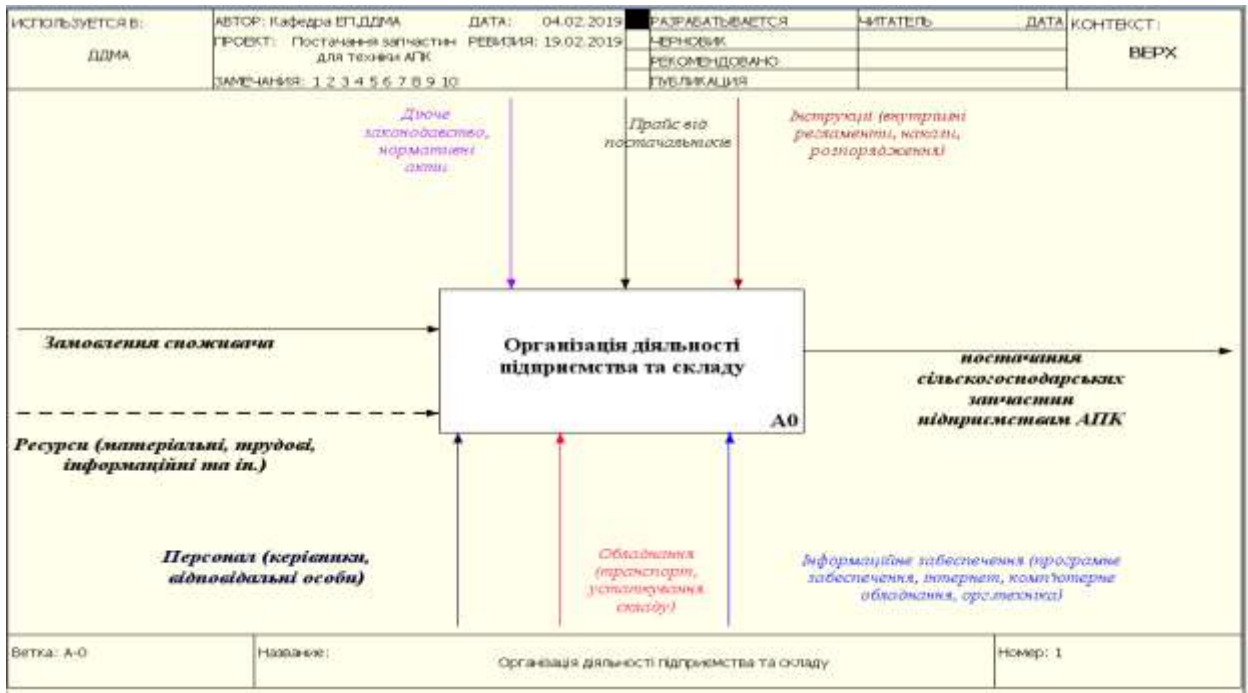 ИСПОЛЬЗУЕТСЯ В:
ДДМА
АВТОР: Кафедра ЕП,ДДМА
ДАТА: 04.02.2019
ПРОЕКТ: Постачання запчастин
для техніки АПК
РЕВИЗИЯ: 19.02.2019
ЗАМЕЧАНИЯ: 1 2 3 4 5 6 7 8 9 10
РАЗРАБАТЫВАЕТСЯ
ЧЕРНОВИК
РЕКОМЕНДОВАНО
ПУБЛИКАЦИЯ
ЧИТАТЕЛЬ
ДАТА
КОНТЕКСТ:
ВЕРХ
Діюче
законодавство,
нормативні
акти
Прайс від
постачальників
Інструкції (внутрішні
регламенти, накази,
розпорядження)
Замовлення споживача
Організація діяльності
підприємства та складу
A0
постачання
сільскогосподарських
запчастин
підприємствам АПК
Ресурси (матеріальні, трудові,
інформаційні та ін.)
Персонал (керівники,
відповідальні особи)
Обладнання
(транспорт,
устаткування
складу)
Інформаційне забезпечення (програмне
забезпечення, інтернет, комп'ютерне
обладнання, орг.техніка)
Ветка: А-0
Название:
Організація діяльності підприємства та складу
Номер: 1